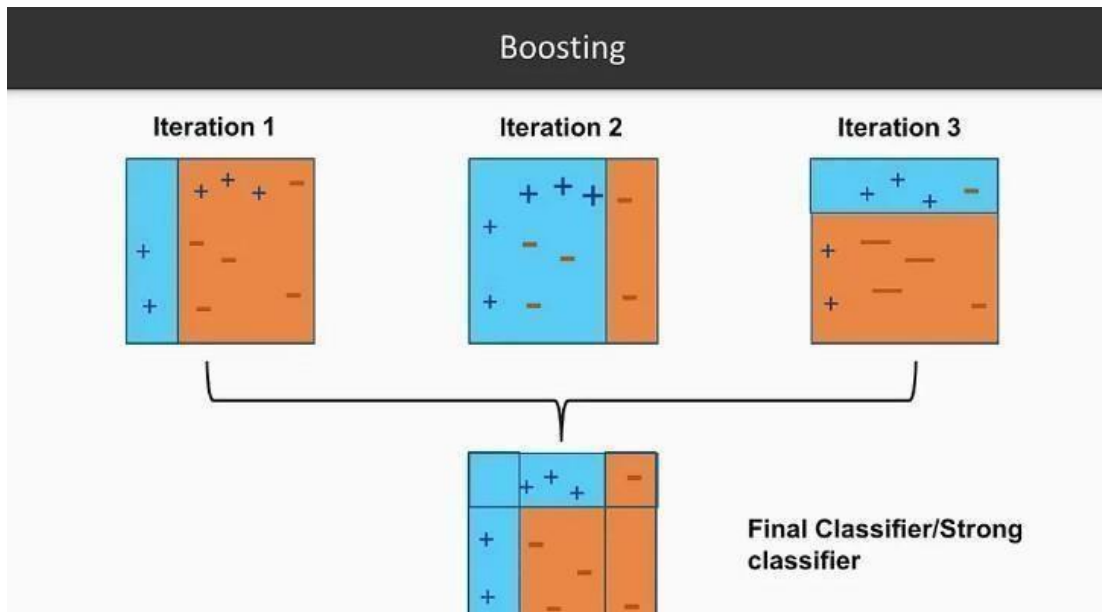 Boosting
Iteration 1
Iteration 2
Iteration 3
Final Classifier/Strong
classifier